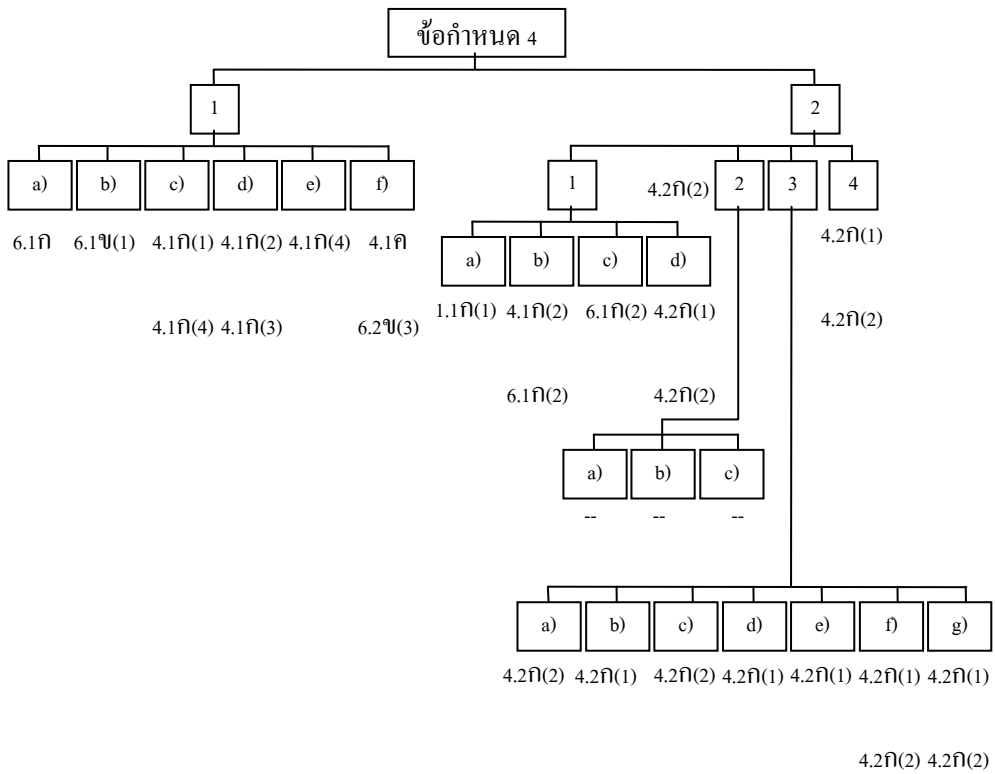 ข้อกำหนด 4
1 2
a) b) c) d) e) f)
1 4.2ก(2) 2 3 4
6.1ก 6.1ข(1) 4.1ก(1) 4.1ก(2) 4.1ก(4) 4.1ค
4.2ก(1)
a) b) c) d)
1.1ก(1) 4.1ก(2) 6.1ก(2) 4.2ก(1)
4.1ก(4) 4.1ก(3) 6.2ข(3)
4.2ก(2)
6.1ก(2) 4.2ก(2)
a) b) c)
-- -- --
a) b) c) d) e) f) g)
4.2ก(2) 4.2ก(1) 4.2ก(2) 4.2ก(1) 4.2ก(1) 4.2ก(1) 4.2ก(1)
4.2ก(2) 4.2ก(2)